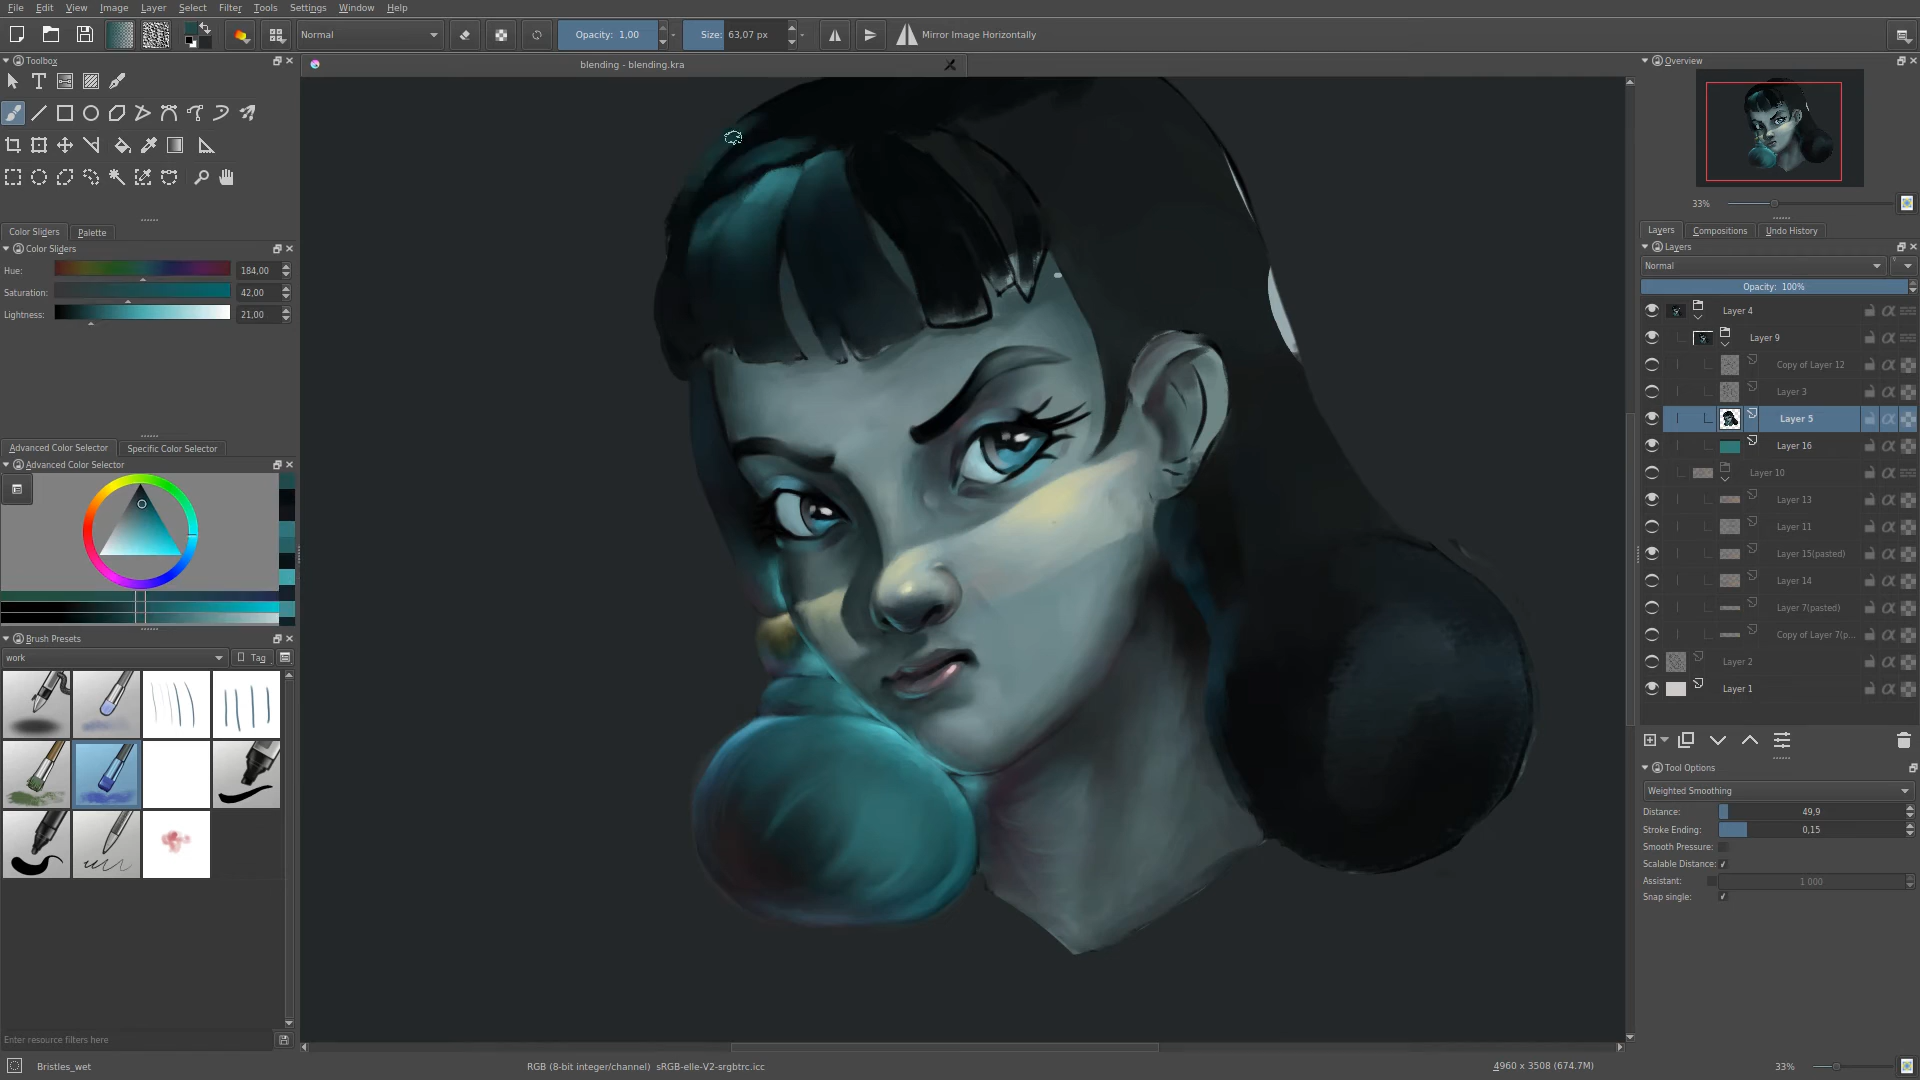 File Edit View Image Layer Select Filter Tools Settings Window Help
Normal
Opacity: 1,00
Size: 63,07 px
Mirror Image Horizontally
Toolbox
blending - blending.kra
Overview
33%
Color Sliders
Palette
Color Sliders
Hue: 184,00
Saturation: 42,00
Lightness: 21,00
Layers
Compositions
Undo History
Layers
Normal
Opacity: 100%
Layer 4
Layer 9
Copy of Layer 12
Layer 3
Layer 5
Layer 16
Layer 10
Layer 13
Layer 11
Layer 15(pasted)
Layer 14
Layer 7(pasted)
Copy of Layer 7(p...
Layer 2
Layer 1
Advanced Color Selector
Specific Color Selector
Advanced Color Selector
Brush Presets
work
Tag
Enter resource filters here
Tool Options
Weighted Smoothing
Distance: 49,9
Stroke Ending: 0,15
Smooth Pressure:
Scalable Distance:
Assistant: 1 000
Snap single:
Bristles_wet
RGB (8-bit integer/channel) sRGB-elle-V2-srgbtrc.icc
4960 x 3508 (674.7M)
33%